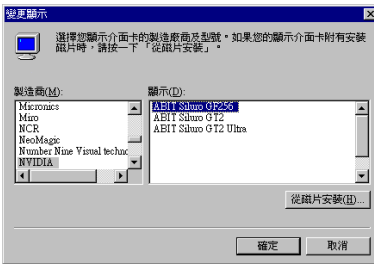 變更顯示
選擇您顯示介面卡的製造廠商及型號。如果您的顯示介面卡附有安裝
磁片時，請按一下「從磁片安裝」。
製造商(M):
Micronics
Miro
NCR
NeoMagic
Number Nine Visual techno
NVIDIA
顯示(D):
ABIT Siluro GF256
ABIT Siluro GT2
ABIT Siluro GT2 Ultra
從磁片安裝(H)...
確定
取消